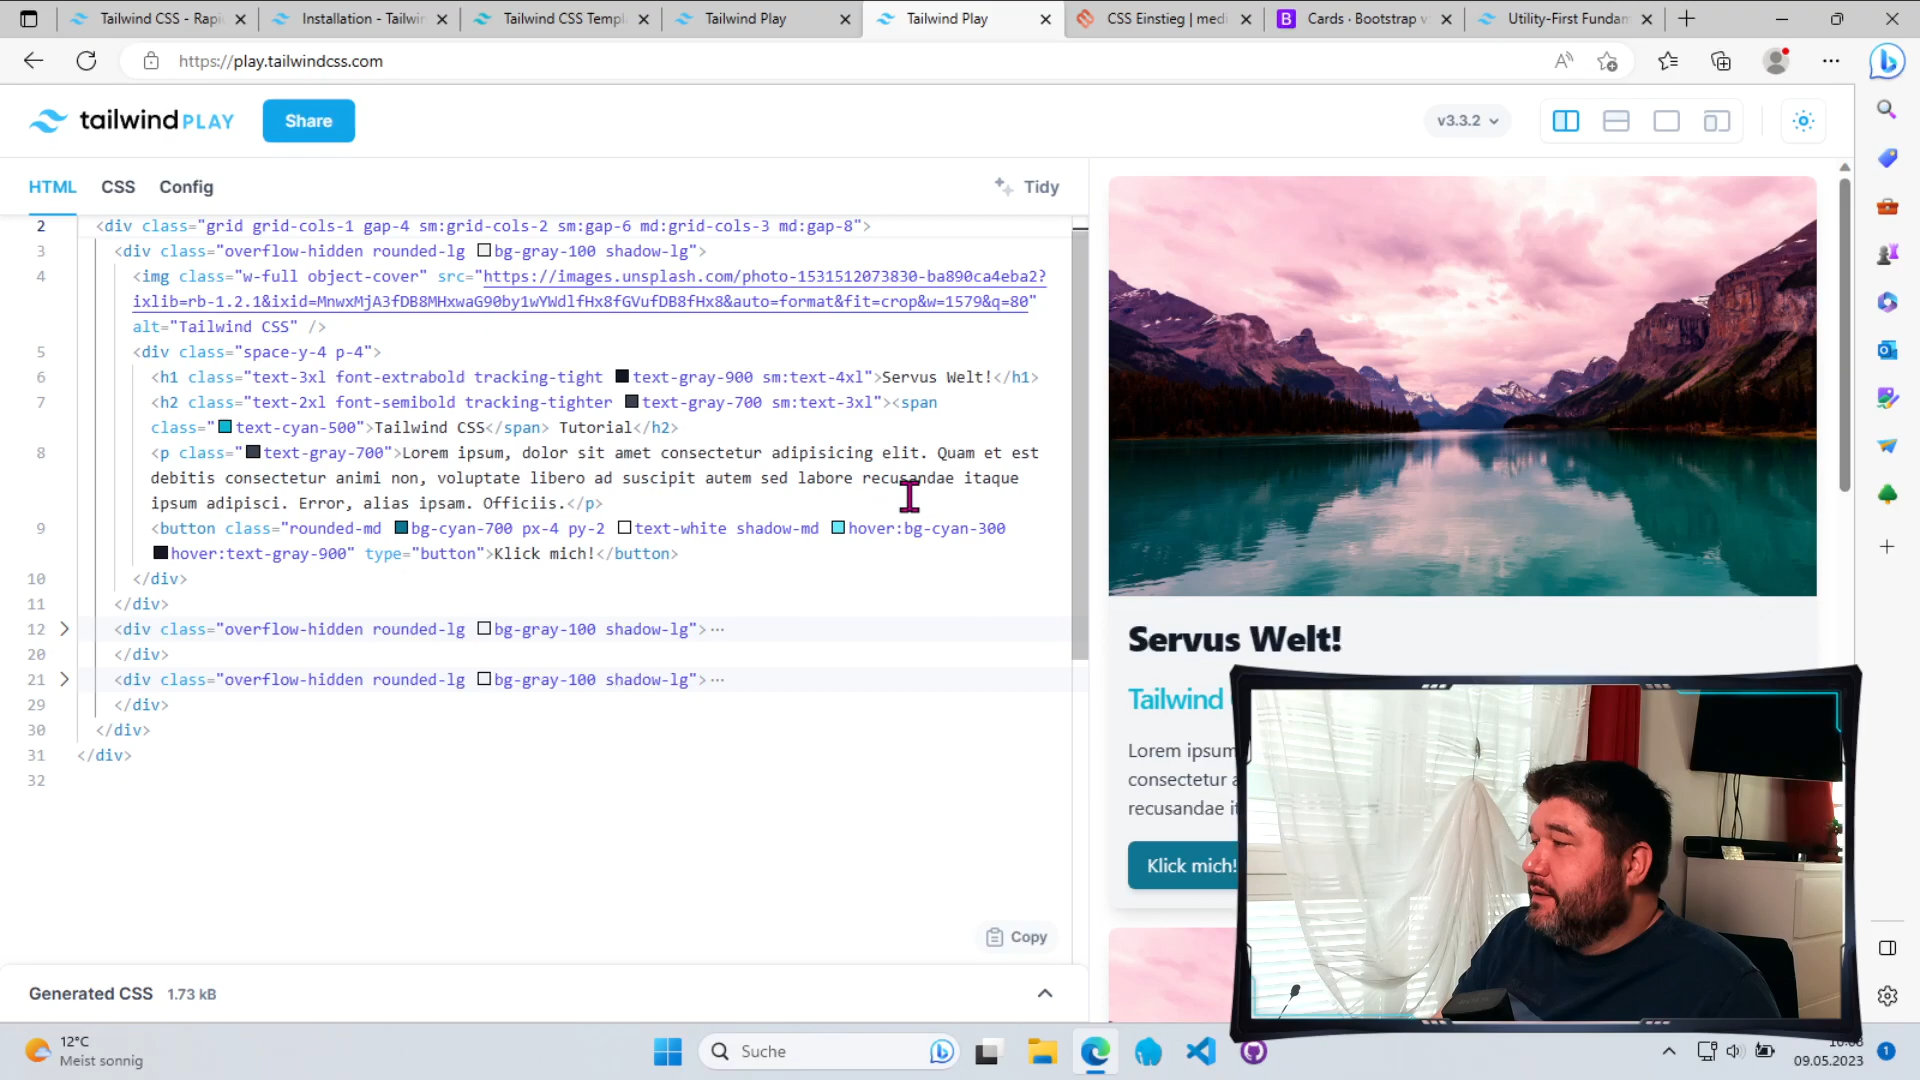 Tailwind CSS - Rapi
Installation - Tailwin
Tailwind CSS Templ
Tailwind Play
Tailwind Play
CSS Einstieg | medi
Cards · Bootstrap v
Utility-First Fundam
https://play.tailwindcss.com
tailwind PLAY
Share
v3.3.2
HTML
CSS
Config
Tidy
2 <div class="grid grid-cols-1 gap-4 sm:grid-cols-2 sm:gap-6 md:grid-cols-3 md:gap-8">
3 <div class="overflow-hidden rounded-lg bg-gray-100 shadow-lg">
4 <img class="w-full object-cover" src="https://images.unsplash.com/photo-1531512073830-ba890ca4eba2?
ixlib=rb-1.2.1&ixid=MnwxMjA3fDB8MHxwaG90by1wYWdlfHx8fGVufDB8fHx8&auto=format&fit=crop&w=1579&q=80"
alt="Tailwind CSS" />
5 <div class="space-y-4 p-4">
6 <h1 class="text-3xl font-extrabold tracking-tight text-gray-900 sm:text-4xl">Servus Welt!</h1>
7 <h2 class="text-2xl font-semibold tracking-tighter text-gray-700 sm:text-3xl"><span
class="text-cyan-500">Tailwind CSS</span> Tutorial</h2>
8 <p class="text-gray-700">Lorem ipsum, dolor sit amet consectetur adipisicing elit. Quam et est
debitis consectetur animi non, voluptate libero ad suscipit autem sed labore recusandae itaque
ipsum adipisci. Error, alias ipsam. Officiis.</p>
9 <button class="rounded-md bg-cyan-700 px-4 py-2 text-white shadow-md hover:bg-cyan-300
hover:text-gray-900" type="button">Klick mich!</button>
10 </div>
11 </div>
12 <div class="overflow-hidden rounded-lg bg-gray-100 shadow-lg">···
20 </div>
21 <div class="overflow-hidden rounded-lg bg-gray-100 shadow-lg">···
29 </div>
30 </div>
31 </div>
32
Copy
Generated CSS 1.73 kB
Servus Welt!
Tailwind
Lorem ipsum
consectetur a
recusandae it
Klick mich!
12°C
Meist sonnig
Suche
09.05.2023
1